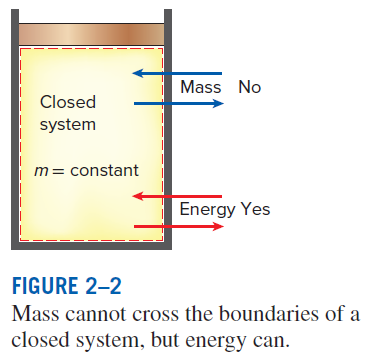 Mass No
Closed
system
m = constant
Energy Yes
FIGURE 2–2
Mass cannot cross the boundaries of a
closed system, but energy can.